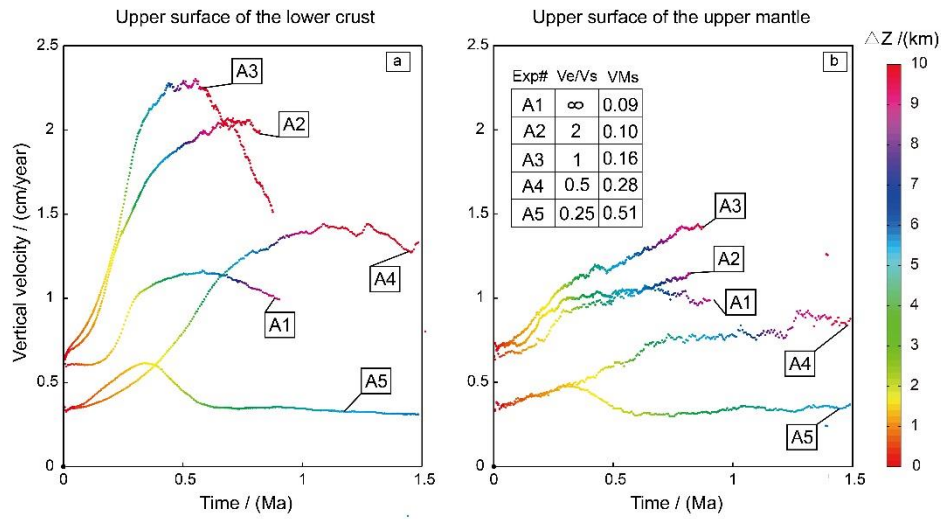 Upper surface of the lower crust
Upper surface of the upper mantle
△Z /(km)
Vertical velocity / (cm/year)
2.5
2
1.5
1
0.5
0
0
0.5
1
1.5
Time / (Ma)
a
A3
A2
A4
A1
A5
2.5
2
1.5
1
0.5
0
0.5
1
1.5
Time / (Ma)
b
Exp# Ve/Vs VMs
A1 ∞ 0.09
A2 2 0.10
A3 1 0.16
A4 0.5 0.28
A5 0.25 0.51
A3
A2
A1
A4
A5
10
9
8
7
6
5
4
3
2
1
0